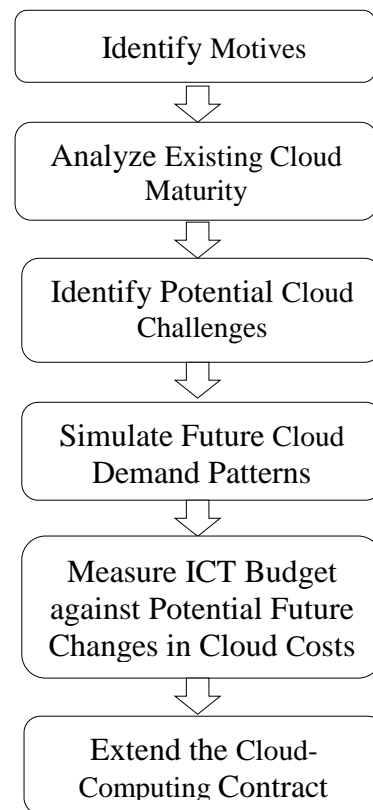 Identify Motives
Analyze Existing Cloud
Maturity
Identify Potential Cloud
Challenges
Simulate Future Cloud
Demand Patterns
Measure ICT Budget
against Potential Future
Changes in Cloud Costs
Extend the Cloud-
Computing Contract